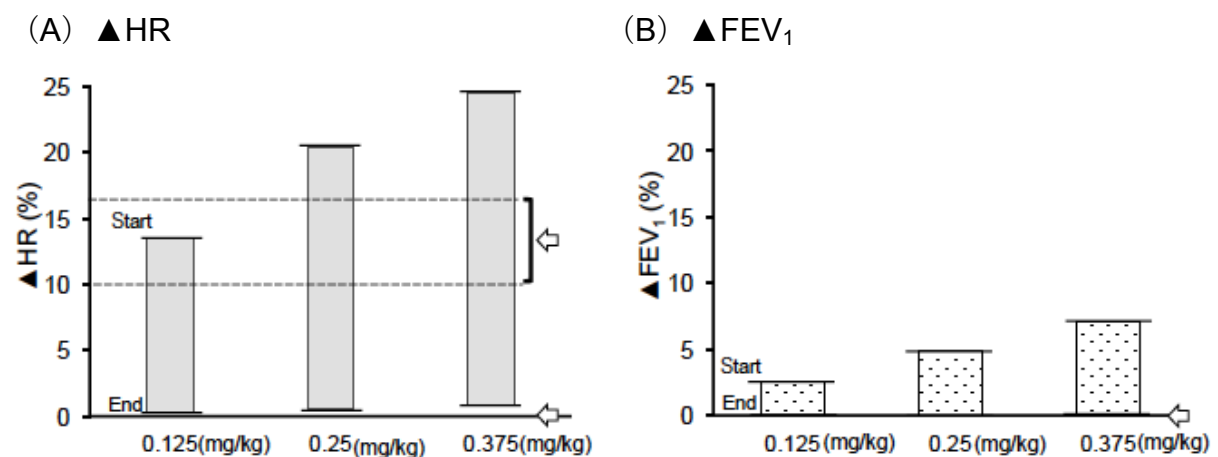 （A） ▲HR
25
20
15
10
5
0
▲HR (%)
Start
End
0.125(mg/kg)
0.25(mg/kg)
0.375(mg/kg)
（B） ▲FEV₁
25
20
15
10
5
0
▲FEV₁ (%)
Start
End
0.125(mg/kg)
0.25(mg/kg)
0.375(mg/kg)